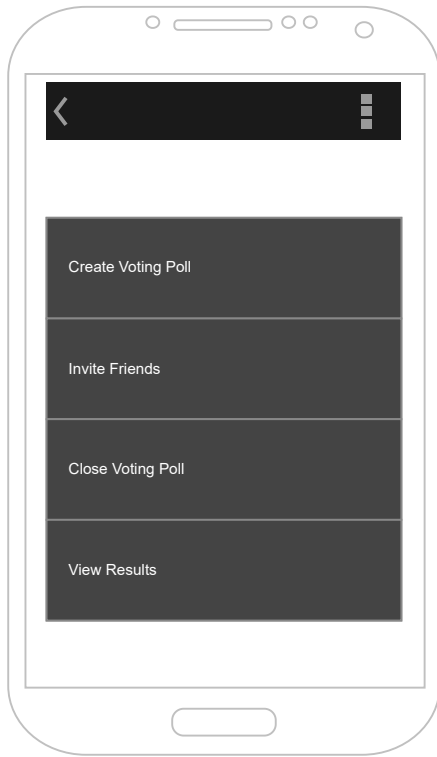 Create Voting Poll
Invite Friends
Close Voting Poll
View Results